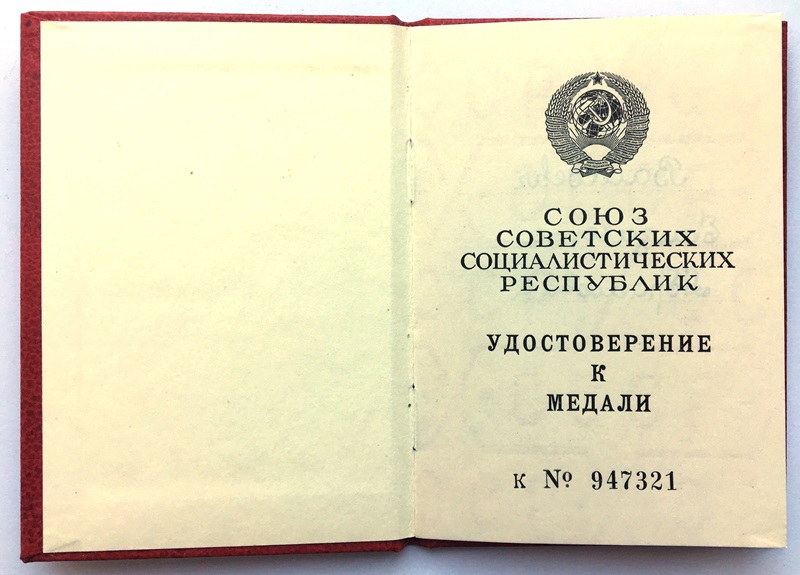 СОЮЗ
СОВЕТСКИХ
СОЦИАЛИСТИЧЕСКИХ
РЕСПУБЛИК
УДОСТОВЕРЕНИЕ
К
МЕДАЛИ
К № 947321